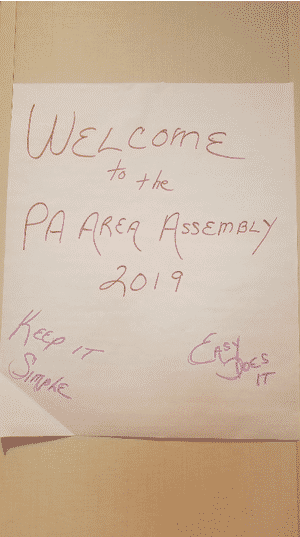 WELCOME
to the
PA AREA ASSEMBLY
2019
KEEP IT
SIMPLE
EASY
DOES
IT